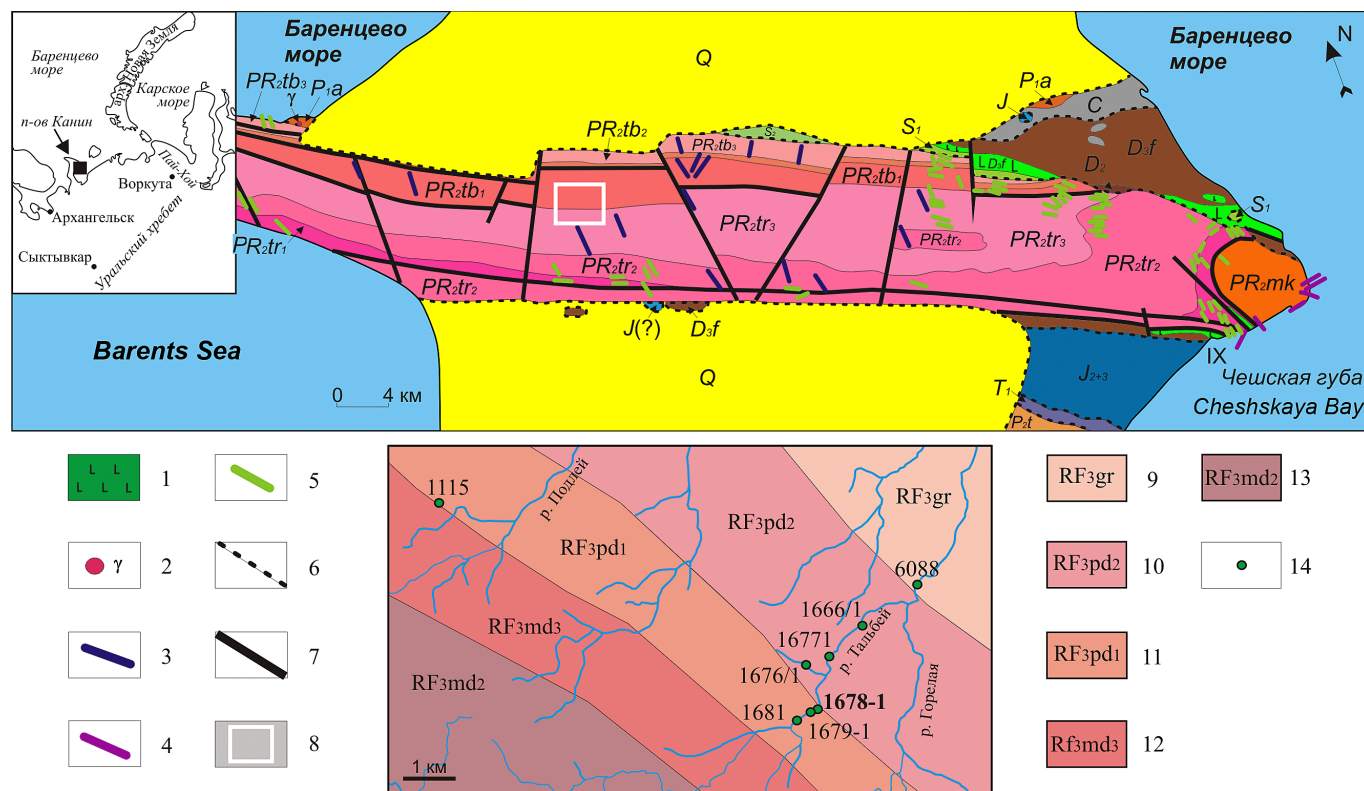 Баренцево
море
Карское
море
арх. Новая Земля
п-ов Канин
Пай-Хой
Воркута
Архангельск
Сыктывкар
Уральский хребет
Баренцево
море
Q
Баренцево
море
N
PR2tb3
γ
P1a
PR2tb2
S2
PR2tb3
S1
J
P1a
C
D3f
D2
L D3f L
PR2tb1
PR2tb1
PR2tr1
PR2tr3
PR2tr2
PR2tr3
PR2tr2
PR2tr2
PR2tr2
L
L
S1
PR2mk
J(?)
D3f
Barents Sea
0 4 км
Q
IX
J2+3
T1
P2t
Чешская губа
Cheshskaya Bay
L L
L L L
1
γ
2
3
4
5
6
7
8
1115
р. Подлей
RF3gr
RF3pd2
RF3pd1
6088
1666/1
16771
р. Тальбей
RF3md3
1676/1
RF3md2
1678-1
р. Горелая
1681
1679-1
1 км
RF3gr
9
RF3pd2
10
RF3pd1
11
Rf3md3
12
RF3md2
13
14